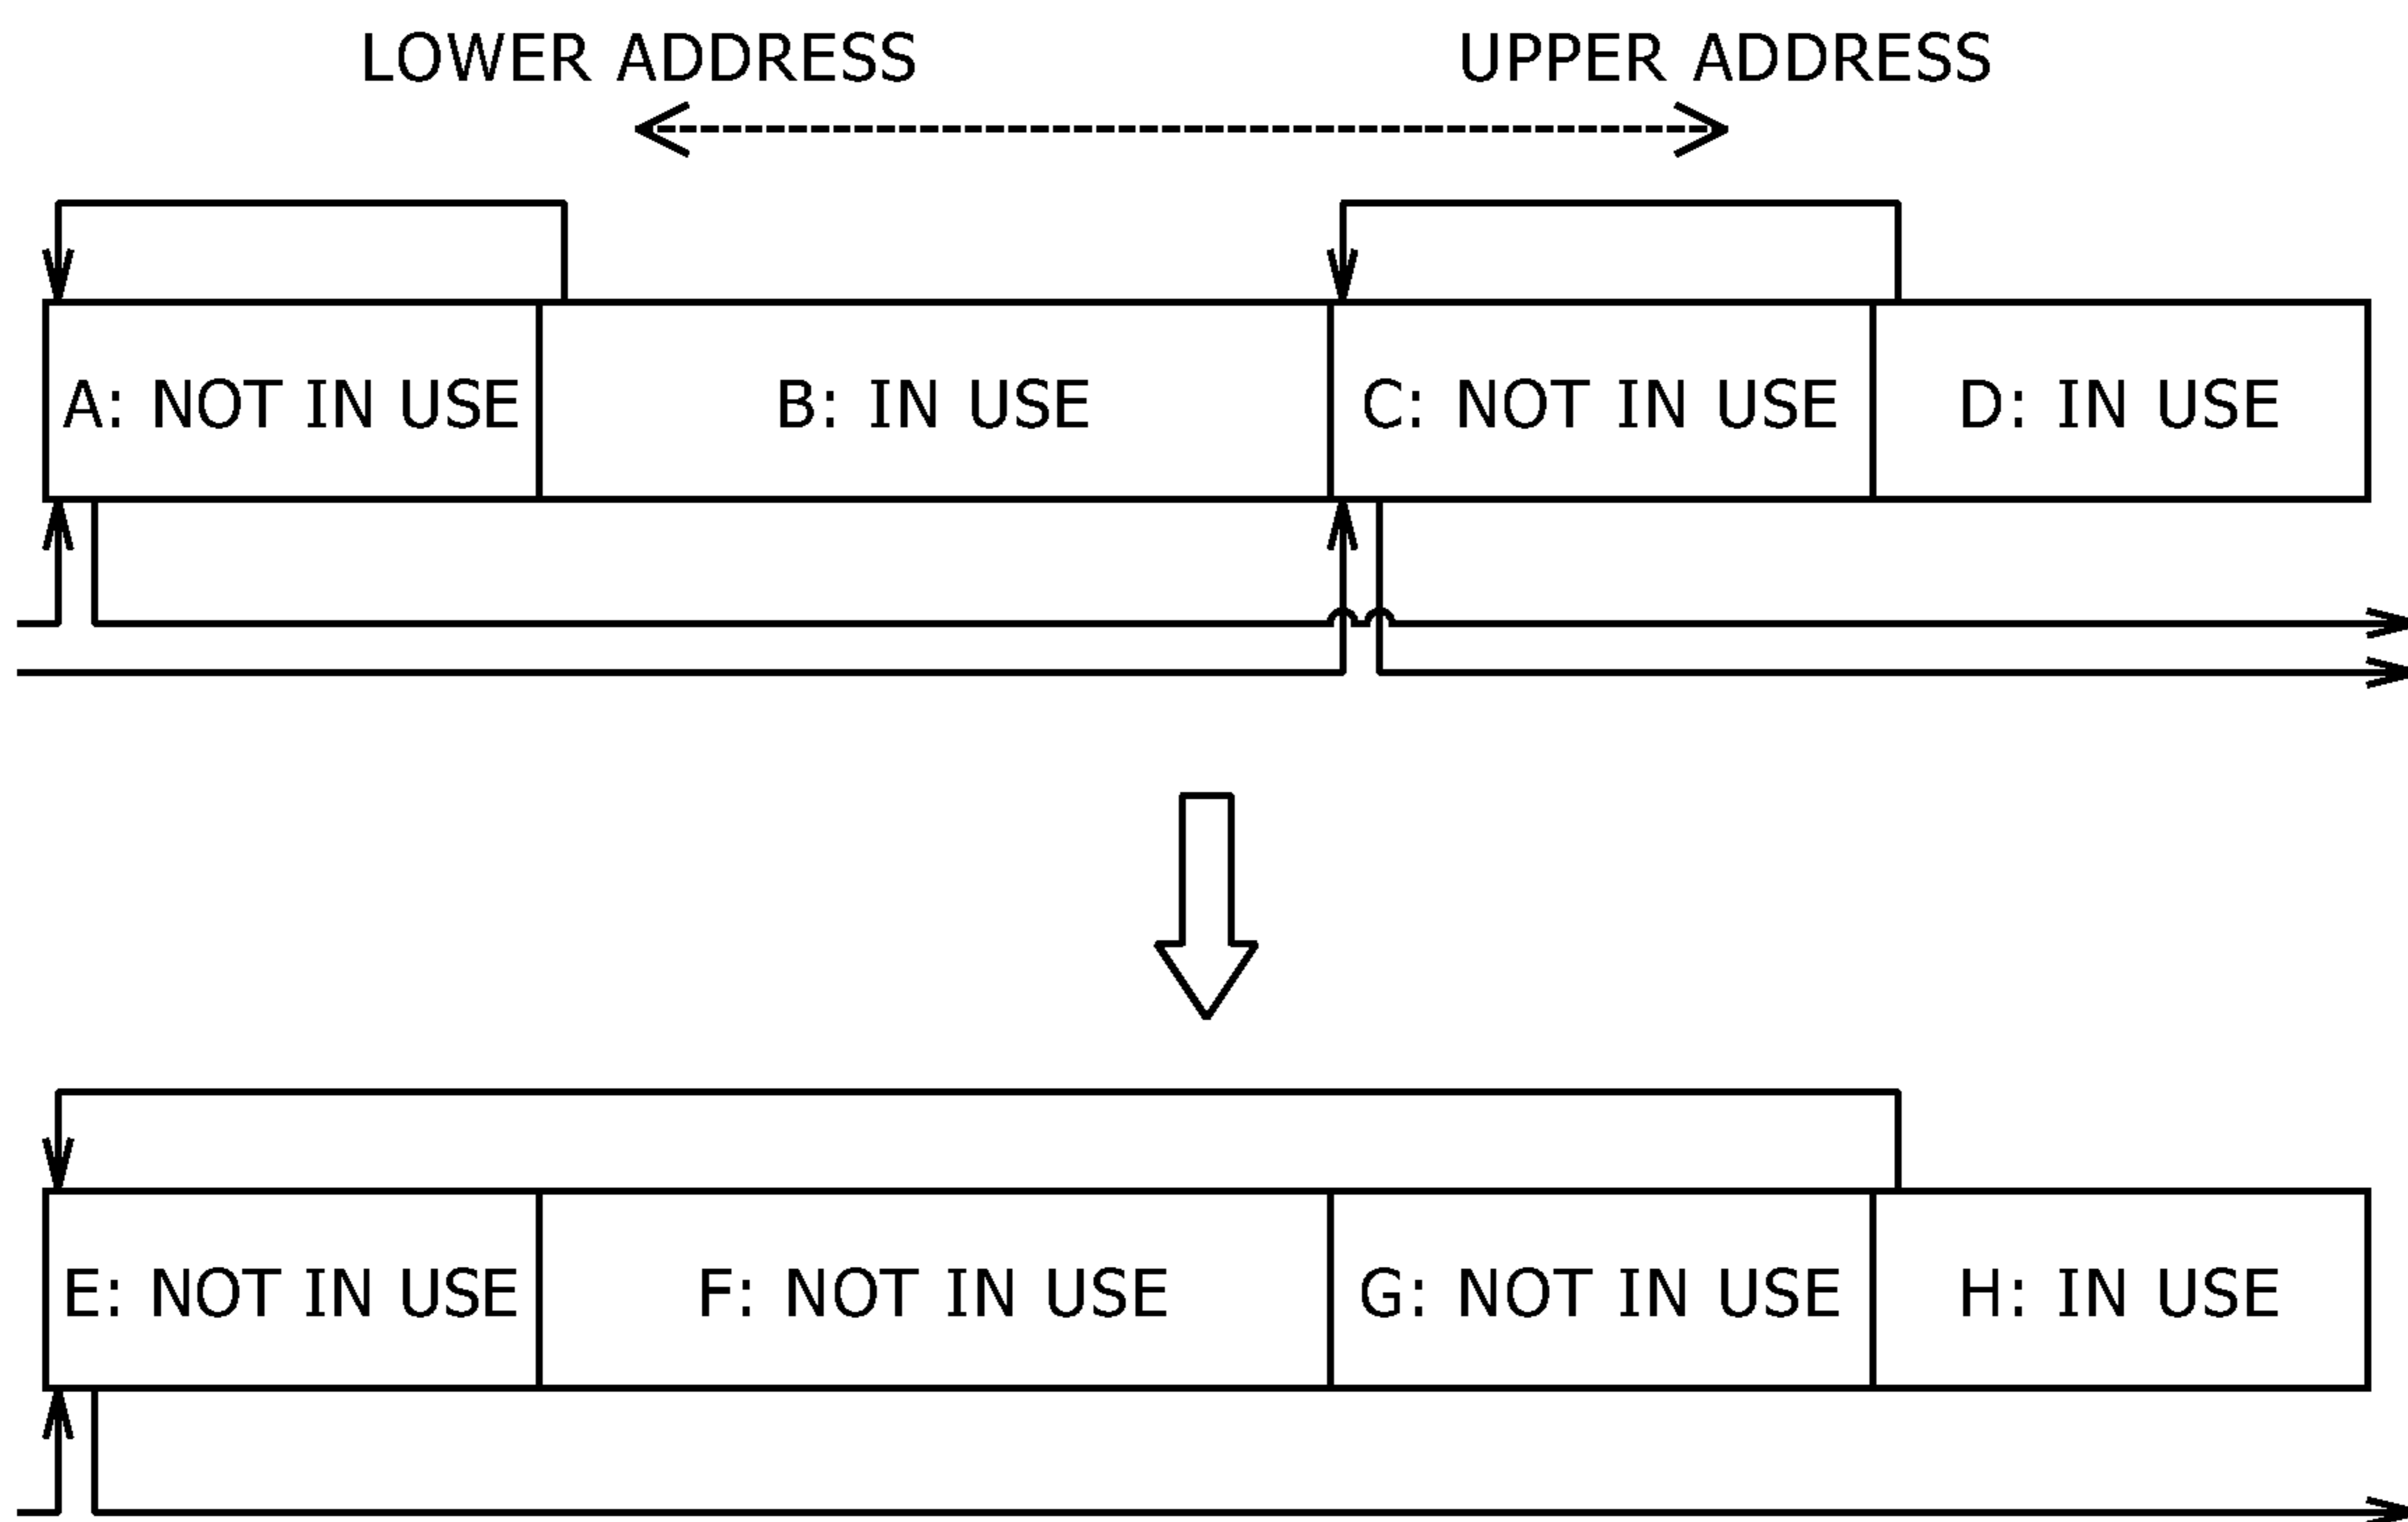 LOWER ADDRESS UPPER ADDRESS
A: NOT IN USE B: IN USE C: NOT IN USE D: IN USE
E: NOT IN USE F: NOT IN USE G: NOT IN USE H: IN USE